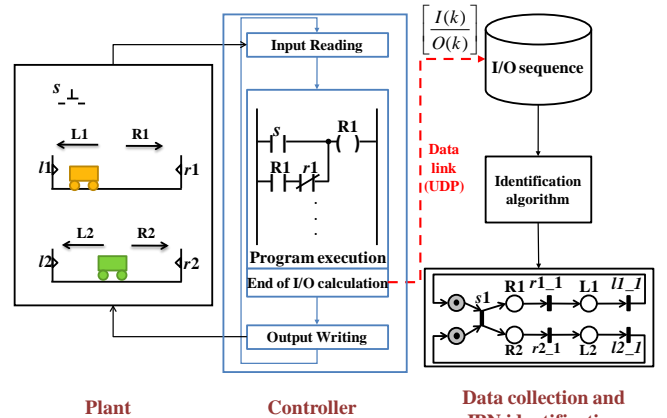 Input Reading
[I(k)
O(k)]
I/O sequence
s
L1 R1
l1 r1
L2 R2
l2 r2
s R1
R1 r1
.
.
.
Program execution
End of I/O calculation
Output Writing
Data
link
(UDP)
Identification
algorithm
s1 R1 r1_1 L1 l1_1
R2 r2_1 L2 l2_1
Plant
Controller
Data collection and
IPN identification